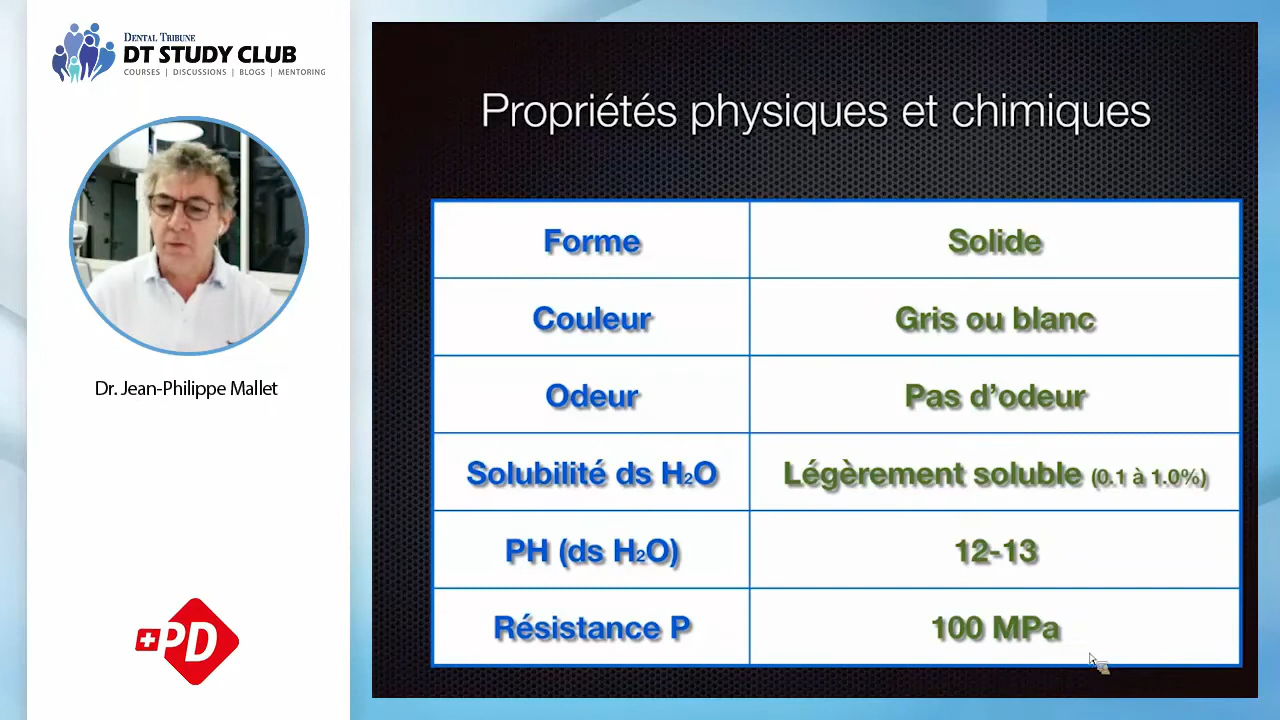 DENTAL TRIBUNE
DT STUDY CLUB
COURSES | DISCUSSIONS | BLOGS | MENTORING
Dr. Jean-Philippe Mallet
+PD
Propriétés physiques et chimiques
Forme Solide
Couleur Gris ou blanc
Odeur Pas d’odeur
Solubilité ds H₂O Légèrement soluble (0.1 à 1.0%)
PH (ds H₂O) 12-13
Résistance P 100 MPa